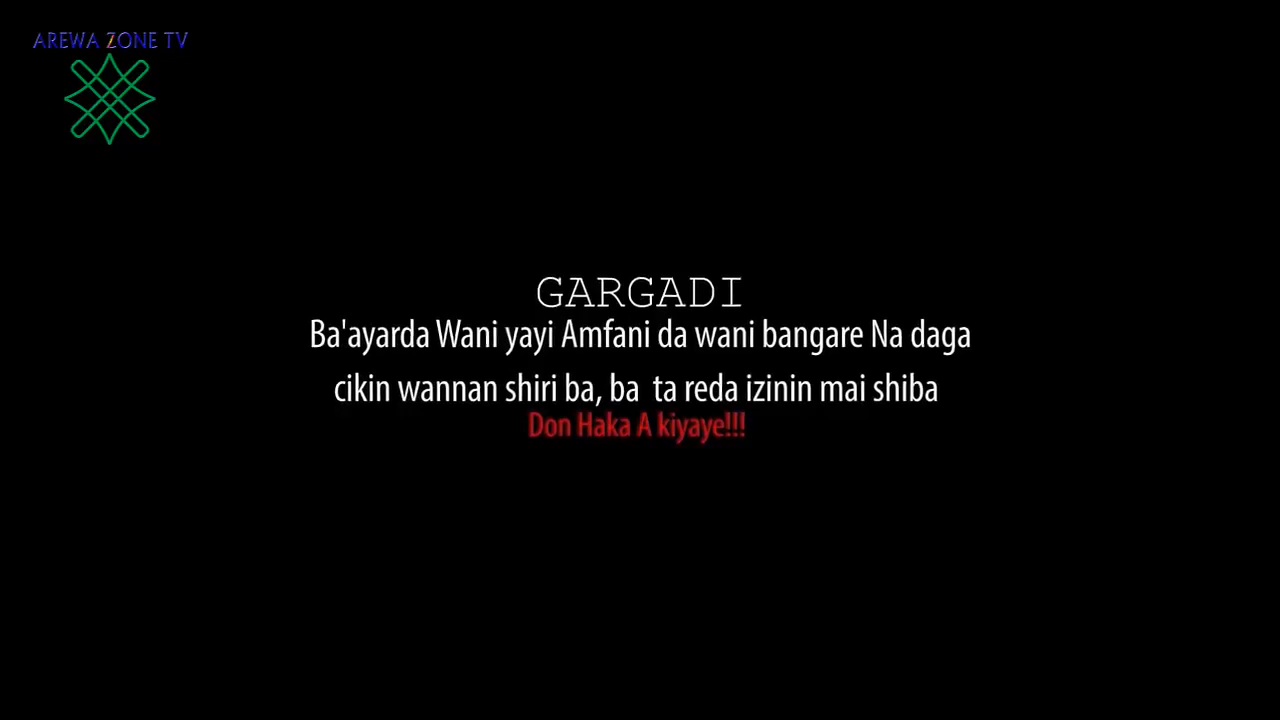 AREWA ZONE TV
GARGADI
Ba'ayarda Wani yayi Amfani da wani bangare Na daga
cikin wannan shiri ba, ba ta reda izinin mai shiba
Don Haka A kiyaye!!!